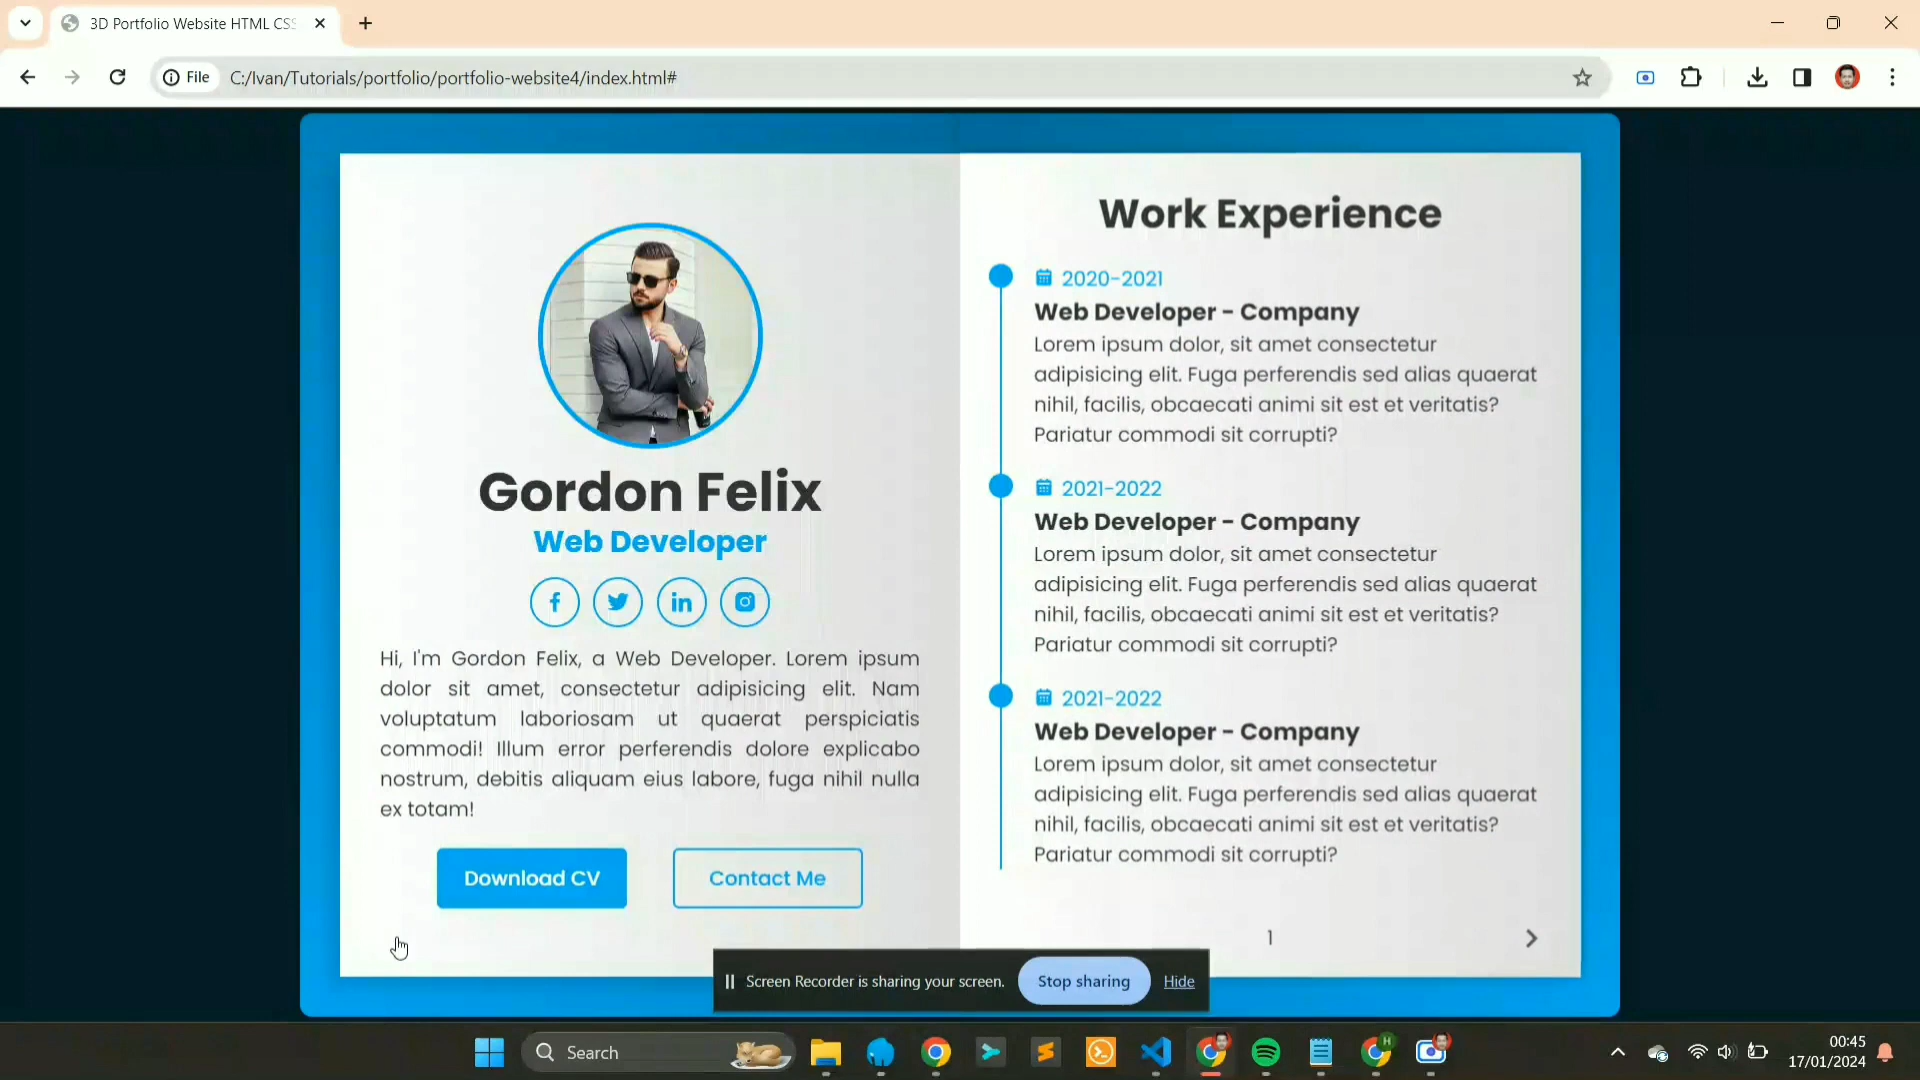 3D Portfolio Website HTML CSS
File
C:/Ivan/Tutorials/portfolio/portfolio-website4/index.html#
Gordon Felix
Web Developer
Hi, I'm Gordon Felix, a Web Developer. Lorem ipsum
dolor sit amet, consectetur adipisicing elit. Nam
voluptatum laboriosam ut quaerat perspiciatis
commodi! Illum error perferendis dolore explicabo
nostrum, debitis aliquam eius labore, fuga nihil nulla
ex totam!
Download CV
Contact Me
Work Experience
2020-2021
Web Developer - Company
Lorem ipsum dolor, sit amet consectetur
adipisicing elit. Fuga perferendis sed alias quaerat
nihil, facilis, obcaecati animi sit est et veritatis?
Pariatur commodi sit corrupti?
2021-2022
Web Developer - Company
Lorem ipsum dolor, sit amet consectetur
adipisicing elit. Fuga perferendis sed alias quaerat
nihil, facilis, obcaecati animi sit est et veritatis?
Pariatur commodi sit corrupti?
2021-2022
Web Developer - Company
Lorem ipsum dolor, sit amet consectetur
adipisicing elit. Fuga perferendis sed alias quaerat
nihil, facilis, obcaecati animi sit est et veritatis?
Pariatur commodi sit corrupti?
1
Screen Recorder is sharing your screen.
Stop sharing
Hide
Search
H
00:45
17/01/2024